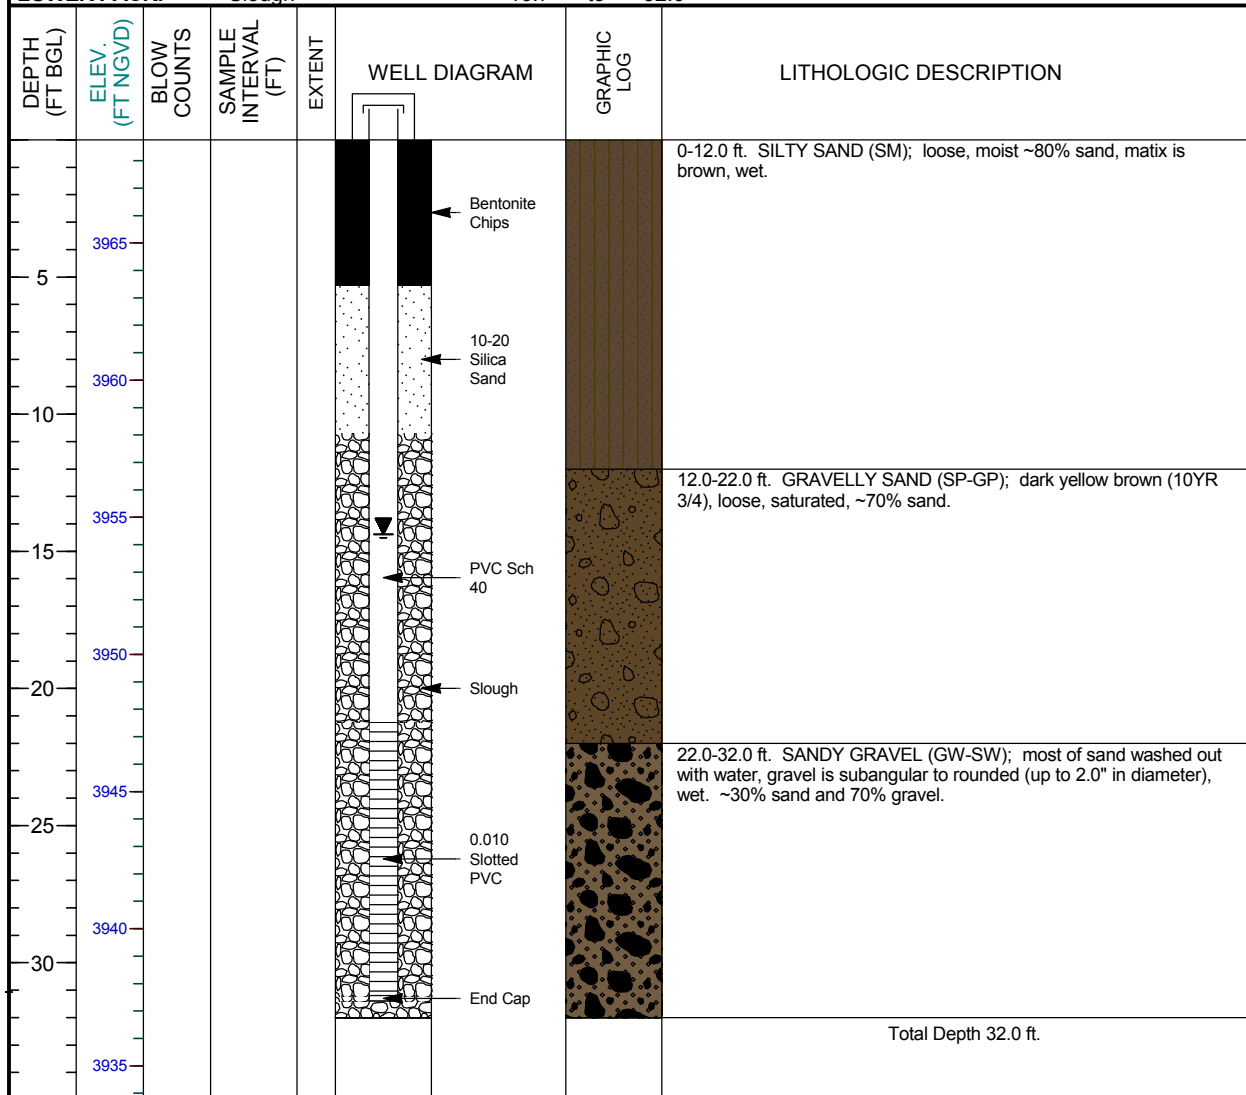 DEPTH
(FT BGL)
ELEV.
(FT NGVD)
BLOW
COUNTS
SAMPLE
INTERVAL
(FT)
EXTENT
WELL DIAGRAM
GRAPHIC
LOG
LITHOLOGIC DESCRIPTION
0-12.0 ft. SILTY SAND (SM); loose, moist ~80% sand, matix is
brown, wet.
Bentonite
Chips
3965
5
10-20
Silica
Sand
3960
10
12.0-22.0 ft. GRAVELLY SAND (SP-GP); dark yellow brown (10YR
3/4), loose, saturated, ~70% sand.
3955
15
PVC Sch
40
3950
20
Slough
22.0-32.0 ft. SANDY GRAVEL (GW-SW); most of sand washed out
with water, gravel is subangular to rounded (up to 2.0" in diameter),
wet. ~30% sand and 70% gravel.
3945
25
0.010
Slotted
PVC
3940
30
End Cap
Total Depth 32.0 ft.
3935